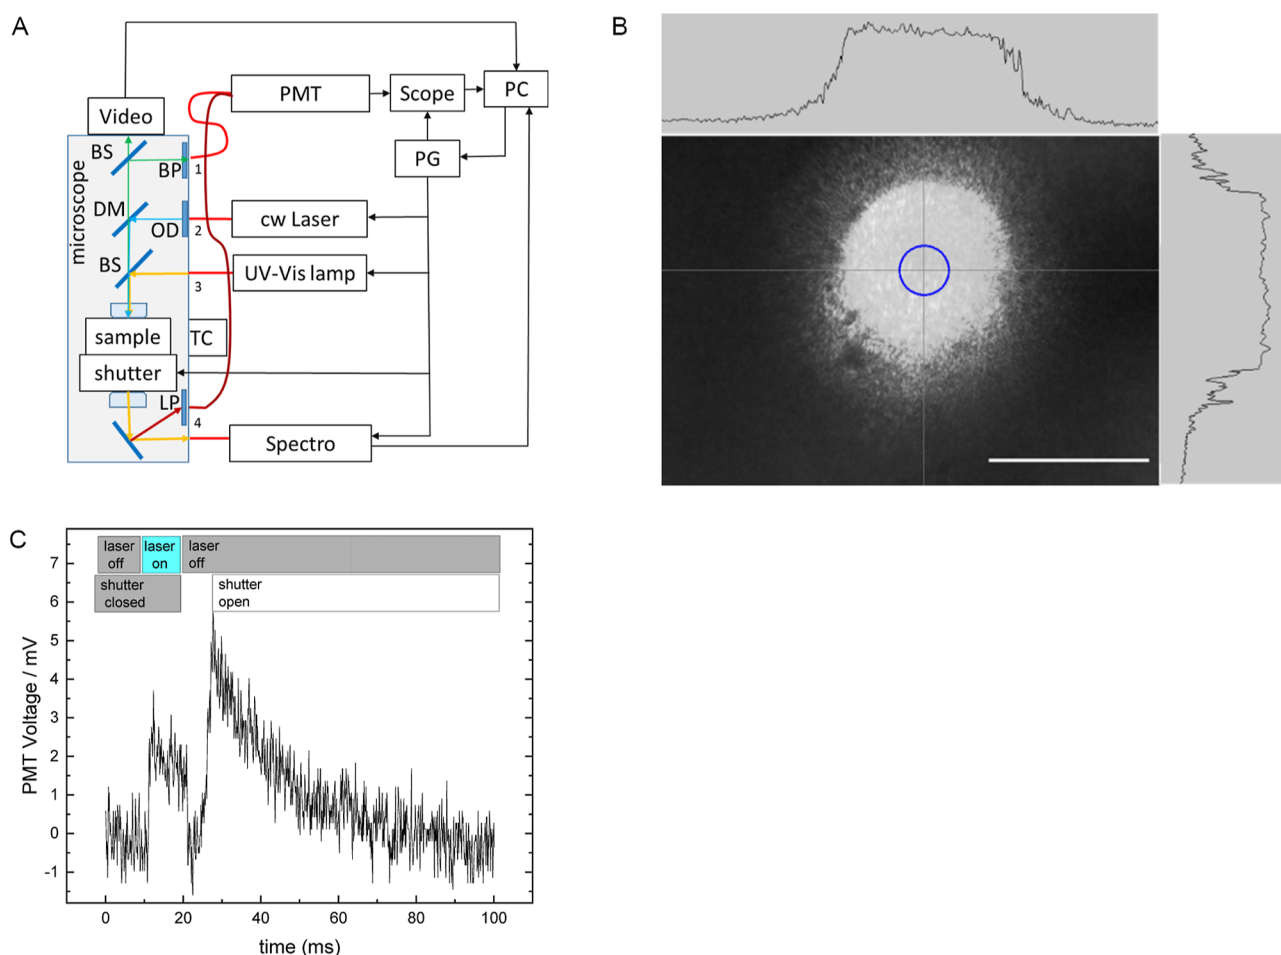 A
B
Video
PMT
Scope
PC
BS
BP
1
PG
microscope
DM
OD
2
cw Laser
BS
3
UV-Vis lamp
sample
TC
shutter
LP
4
Spectro
C
laser
off
laser
on
laser
off
shutter
closed
shutter
open
7
6
5
4
3
2
1
0
-1
PMT Voltage / mV
0 20 40 60 80 100
time (ms)